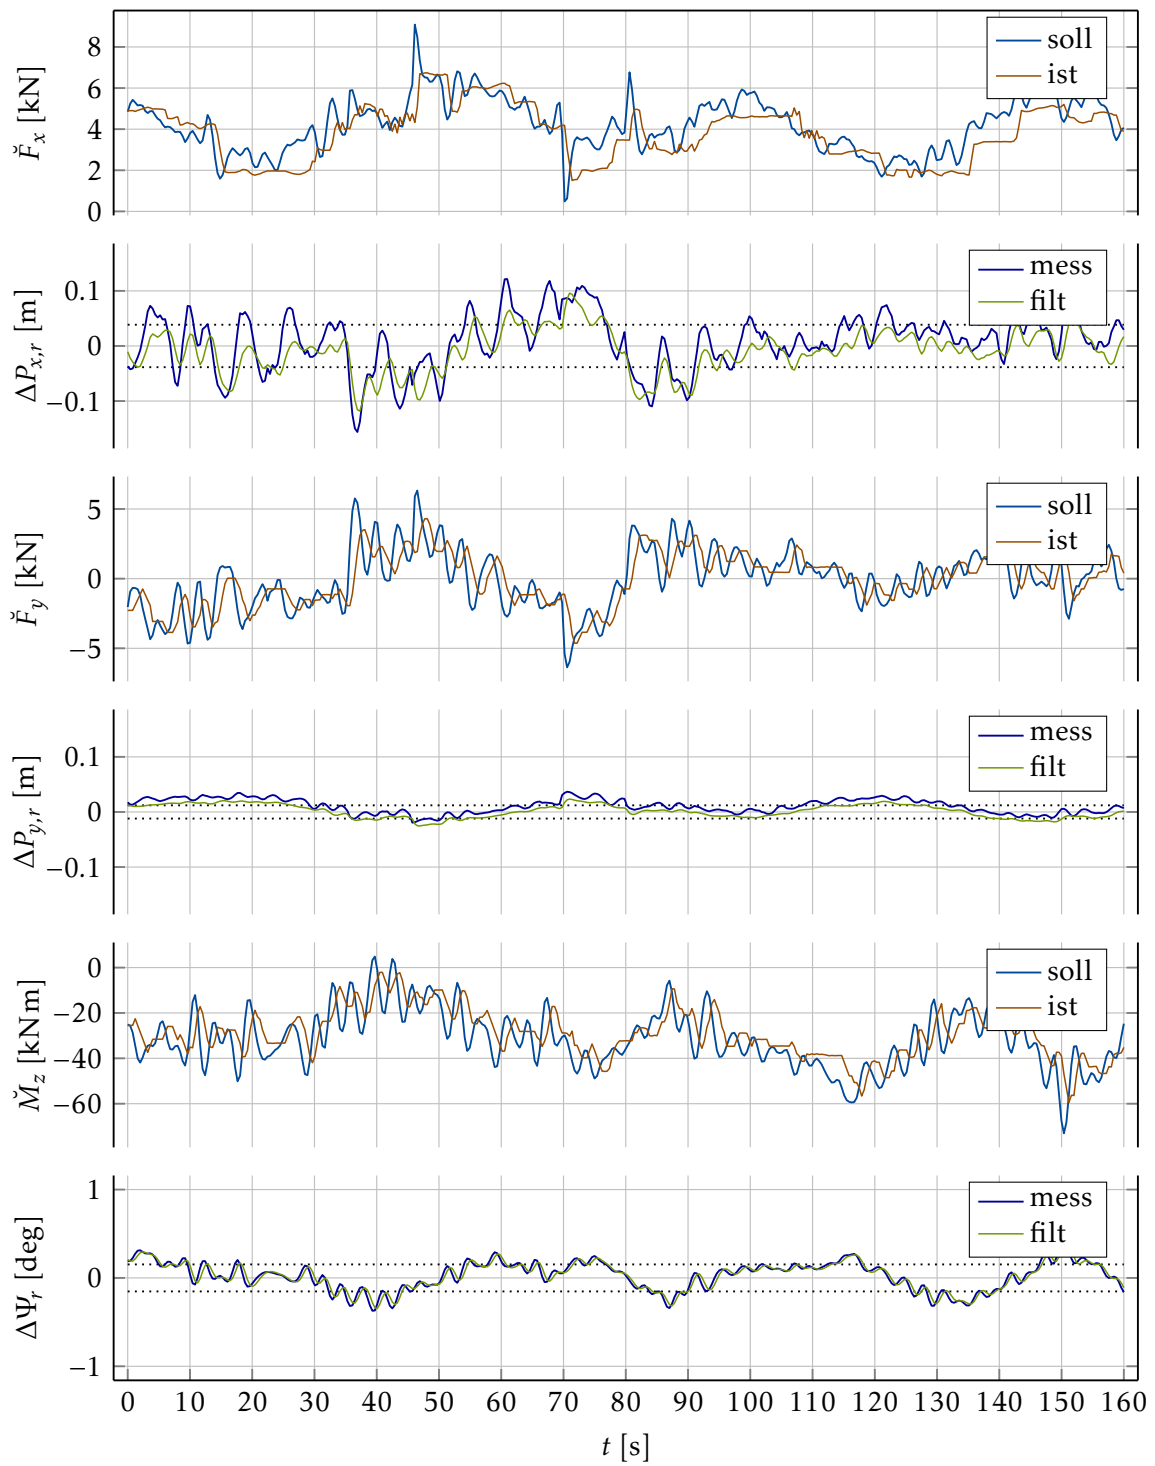 8
6
4
2
0
F̆x [kN]
soll
ist
0.1
0
−0.1
ΔPx,r [m]
mess
filt
5
0
−5
F̆y [kN]
soll
ist
0.1
0
−0.1
ΔPy,r [m]
mess
filt
0
−20
−40
−60
M̆z [kNm]
soll
ist
1
0
−1
ΔΨr [deg]
mess
filt
0 10 20 30 40 50 60 70 80 90 100 110 120 130 140 150 160
t [s]